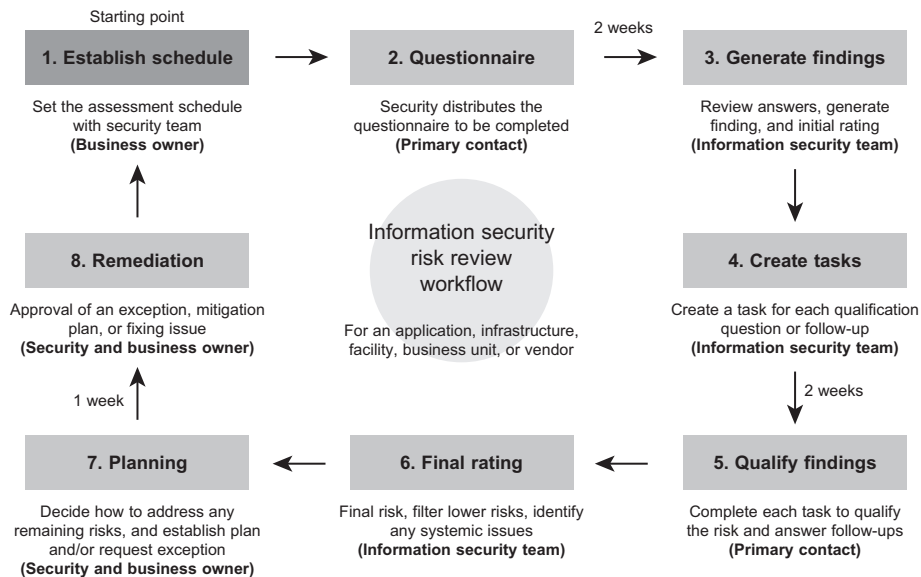 Starting point
1. Establish schedule
Set the assessment schedule
with security team
(Business owner)
2. Questionnaire
Security distributes the
questionnaire to be completed
(Primary contact)
2 weeks
3. Generate findings
Review answers, generate
finding, and initial rating
(Information security team)
4. Create tasks
Create a task for each qualification
question or follow-up
(Information security team)
2 weeks
5. Qualify findings
Complete each task to qualify
the risk and answer follow-ups
(Primary contact)
6. Final rating
Final risk, filter lower risks, identify
any systemic issues
(Information security team)
7. Planning
Decide how to address any
remaining risks, and establish plan
and/or request exception
(Security and business owner)
1 week
8. Remediation
Approval of an exception, mitigation
plan, or fixing issue
(Security and business owner)
Information security
risk review
workflow
For an application, infrastructure,
facility, business unit, or vendor